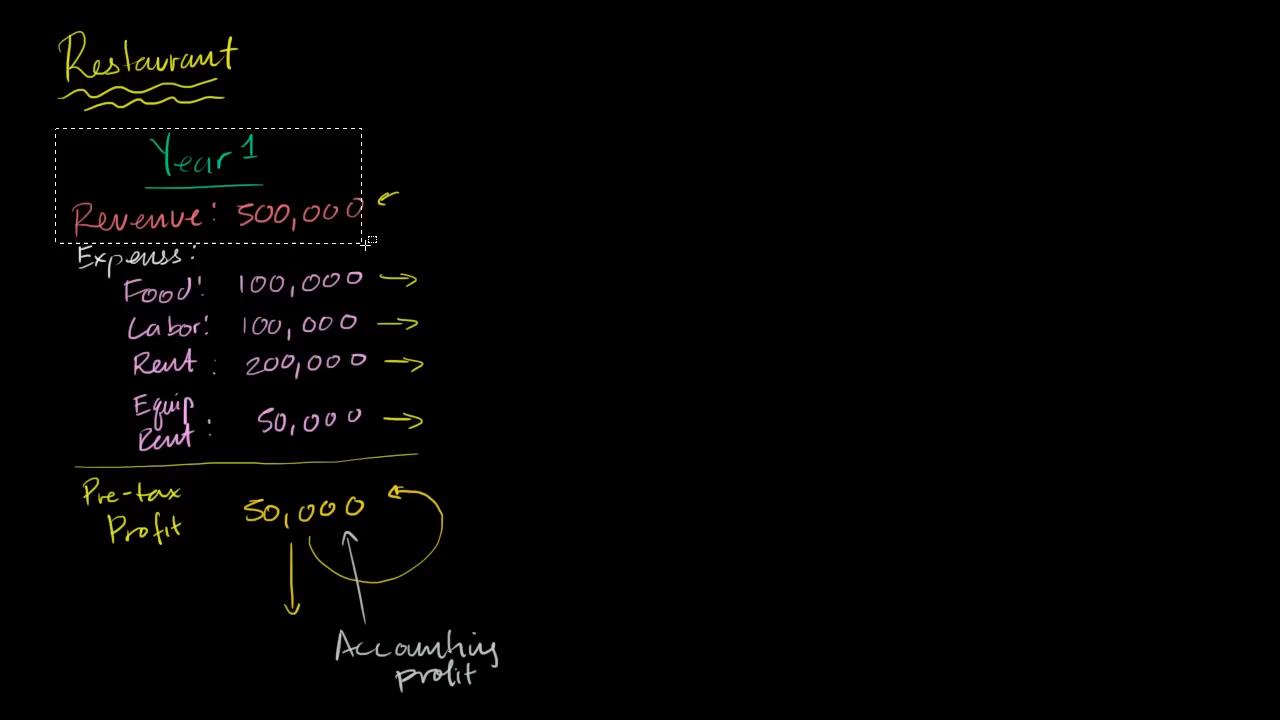 Restaurant
Year 1
Revenue: 500,000
Expenss:
Food: 100,000
Labor: 100,000
Rent : 200,000
Equip
Rent : 50,000
Pre-tax
Profit 50,000
Accounting
profit